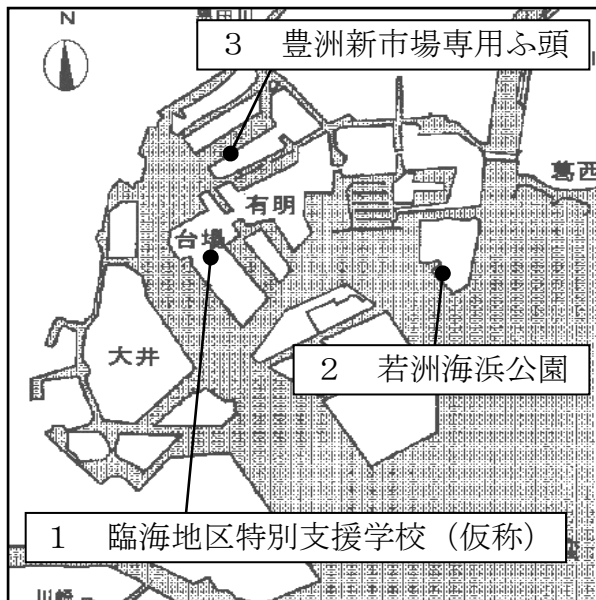 N
3 豊洲新市場専用ふ頭
葛西
有明
台場
大井
2 若洲海浜公園
1 臨海地区特別支援学校（仮称）
川崎